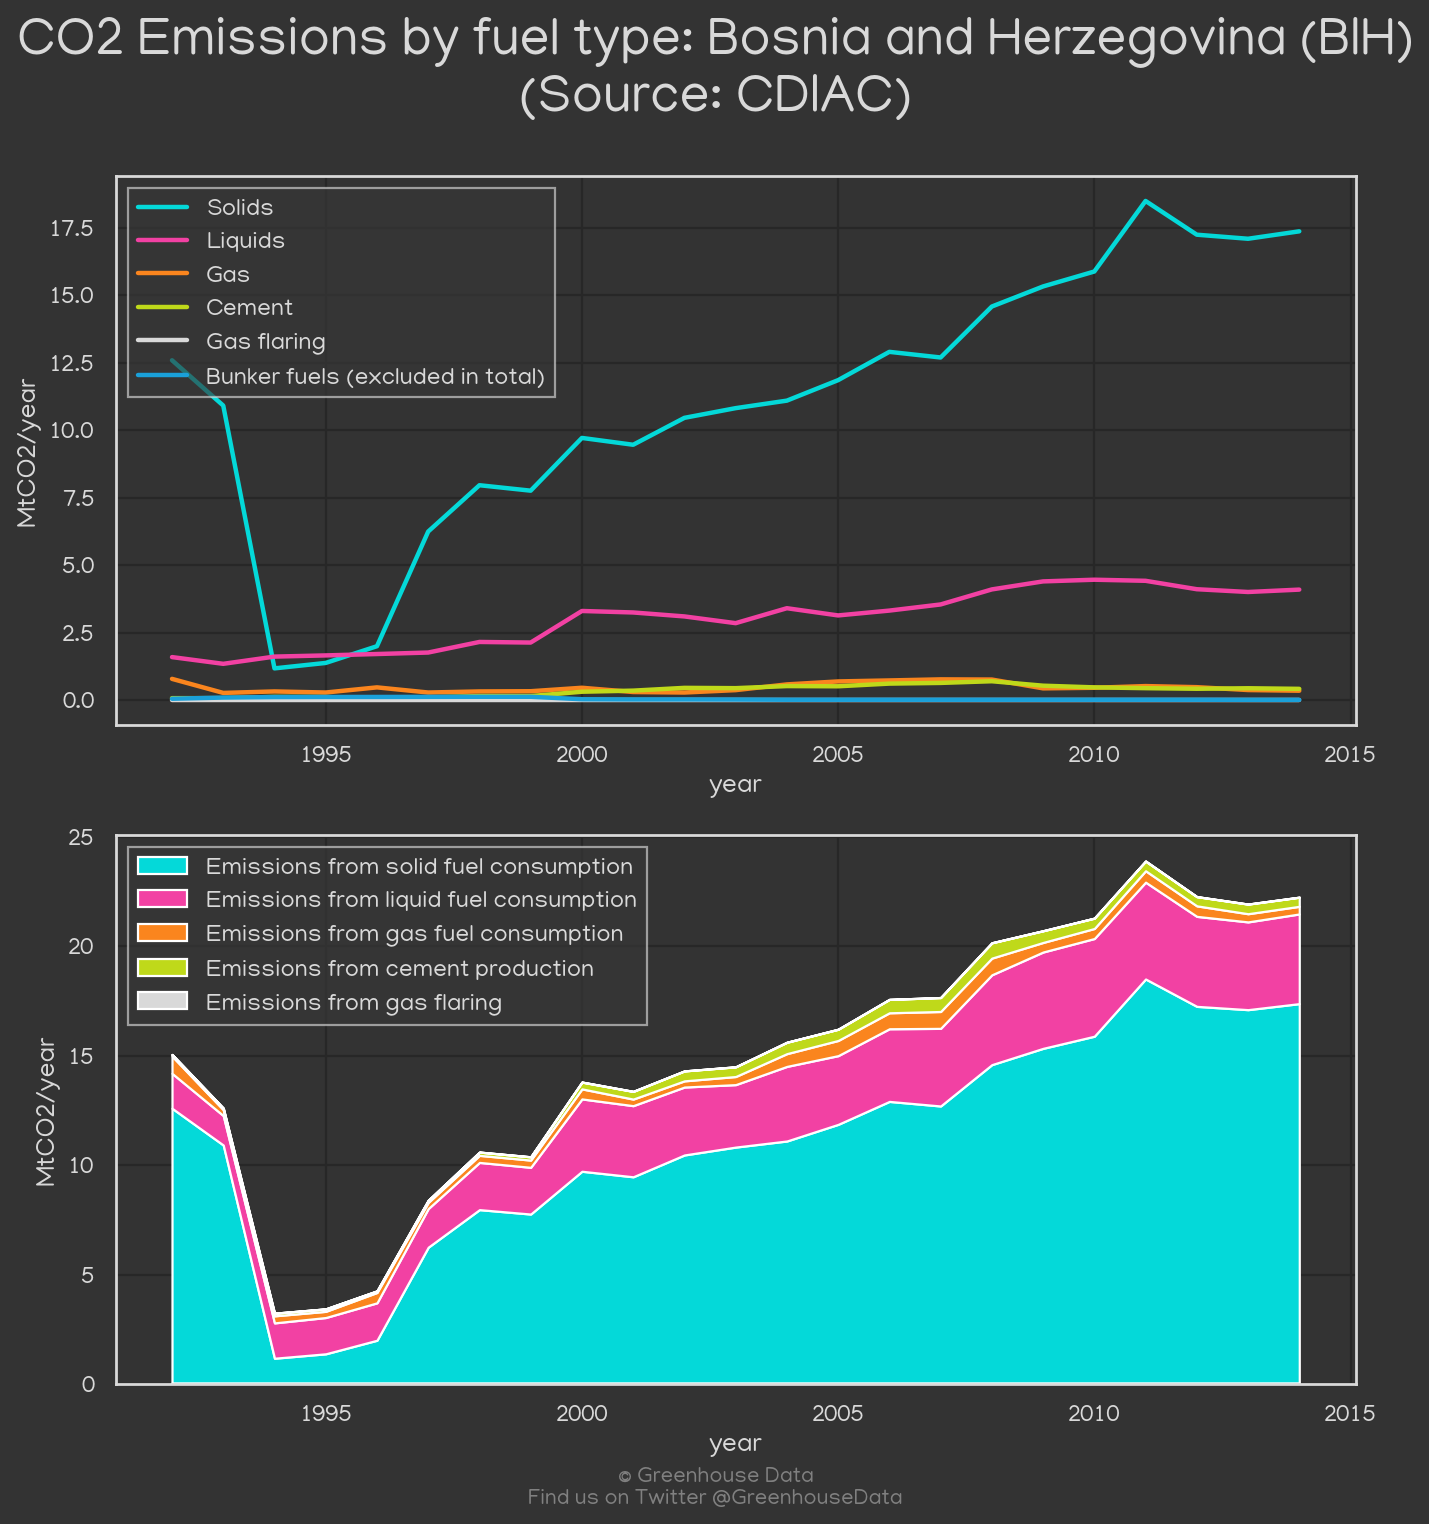 CO2 Emissions by fuel type: Bosnia and Herzegovina (BIH)
(Source: CDIAC)
Solids
Liquids
Gas
Cement
Gas flaring
Bunker fuels (excluded in total)
MtCO2/year
17.5
15.0
12.5
10.0
7.5
5.0
2.5
0.0
1995 2000 2005 2010 2015
year
Emissions from solid fuel consumption
Emissions from liquid fuel consumption
Emissions from gas fuel consumption
Emissions from cement production
Emissions from gas flaring
MtCO2/year
25
20
15
10
5
0
1995 2000 2005 2010 2015
year
© Greenhouse Data
Find us on Twitter @GreenhouseData